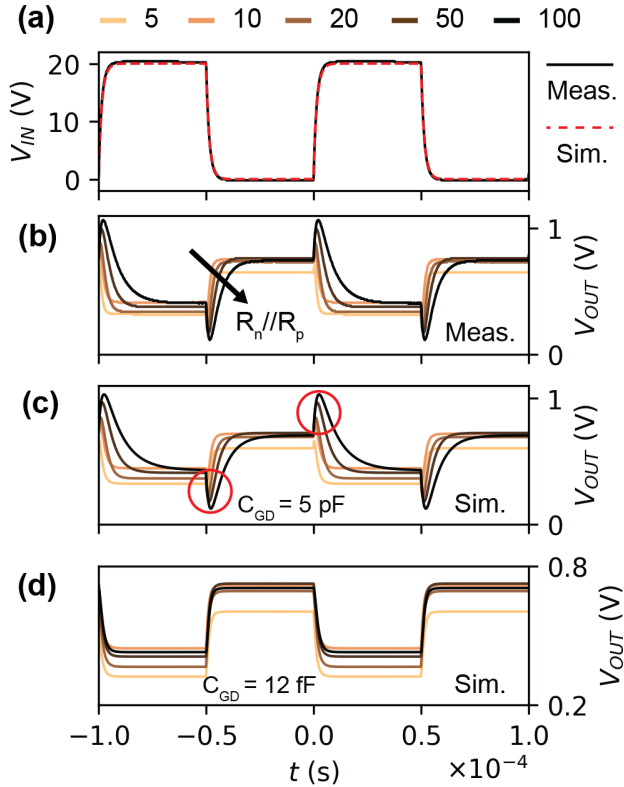 (a) 5 10 20 50 100
20
10
0
V_IN (V)
Meas.
Sim.
(b)
R_n//R_p
Meas.
1
0
V_OUT (V)
(c)
C_GD = 5 pF
Sim.
1
0
V_OUT (V)
(d)
C_GD = 12 fF
Sim.
0.8
0.2
V_OUT (V)
−1.0 −0.5 0.0 0.5 1.0
t (s) ×10^−4